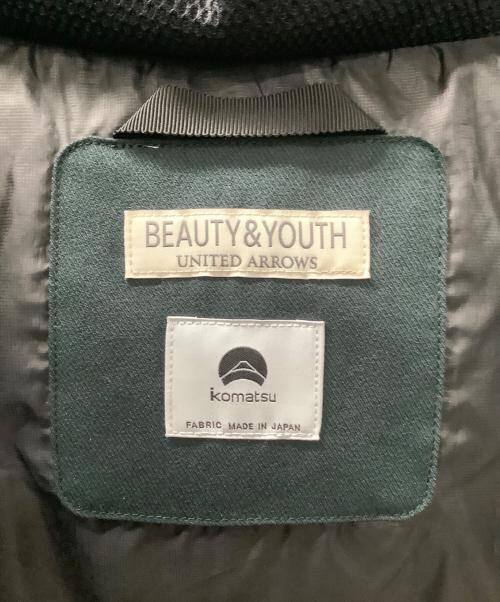 BEAUTY&YOUTH
UNITED ARROWS
komatsu
FABRIC MADE IN JAPAN